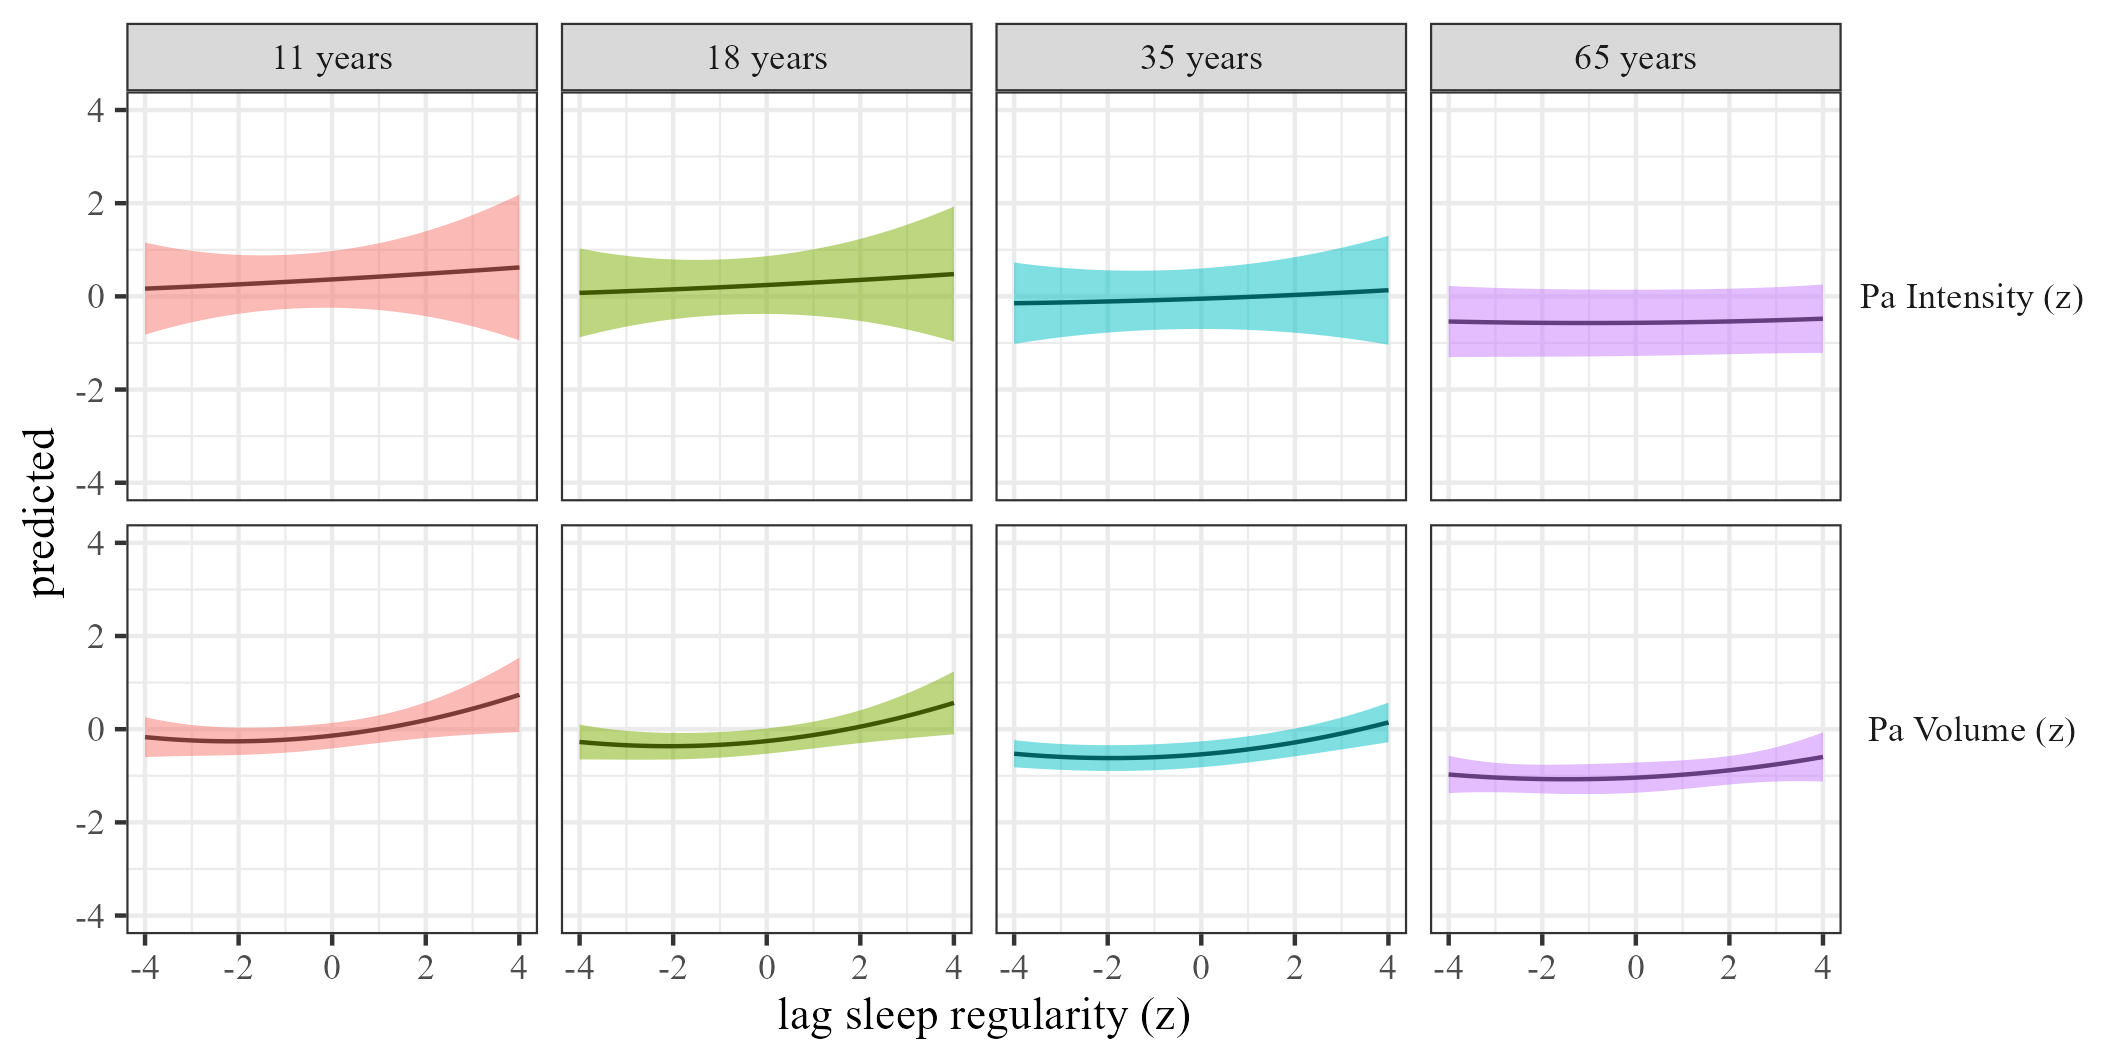 11 years
18 years
35 years
65 years
4
2
0
-2
-4
Pa Intensity (z)
predicted
4
2
0
-2
-4
Pa Volume (z)
-4 -2 0 2 4
-4 -2 0 2 4
-4 -2 0 2 4
-4 -2 0 2 4
lag sleep regularity (z)